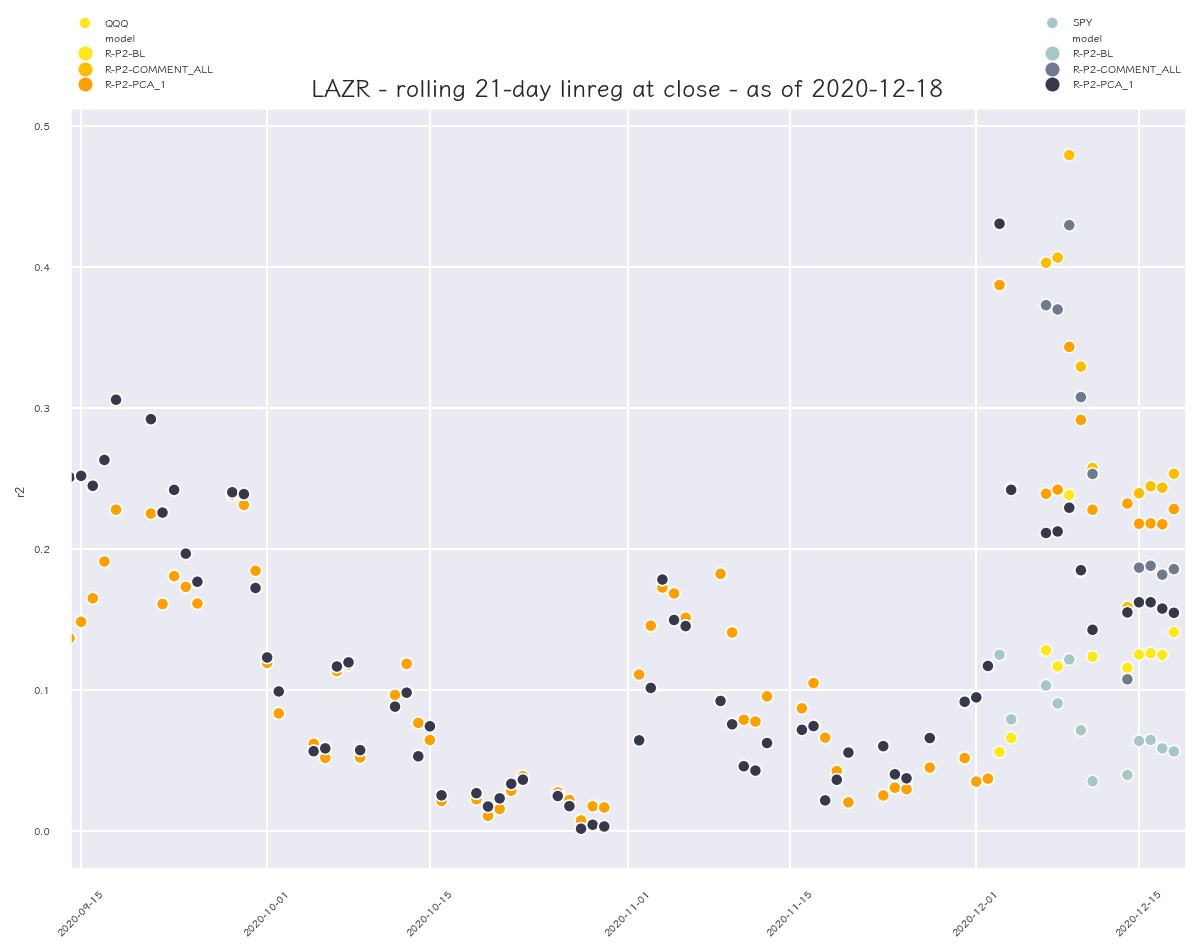 QQQ
model
R-P2-BL
R-P2-COMMENT_ALL
R-P2-PCA_1
SPY
model
R-P2-BL
R-P2-COMMENT_ALL
R-P2-PCA_1
LAZR - rolling 21-day linreg at close - as of 2020-12-18
0.5
0.4
0.3
0.2
0.1
0.0
r2
2020-09-15
2020-10-01
2020-10-15
2020-11-01
2020-11-15
2020-12-01
2020-12-15